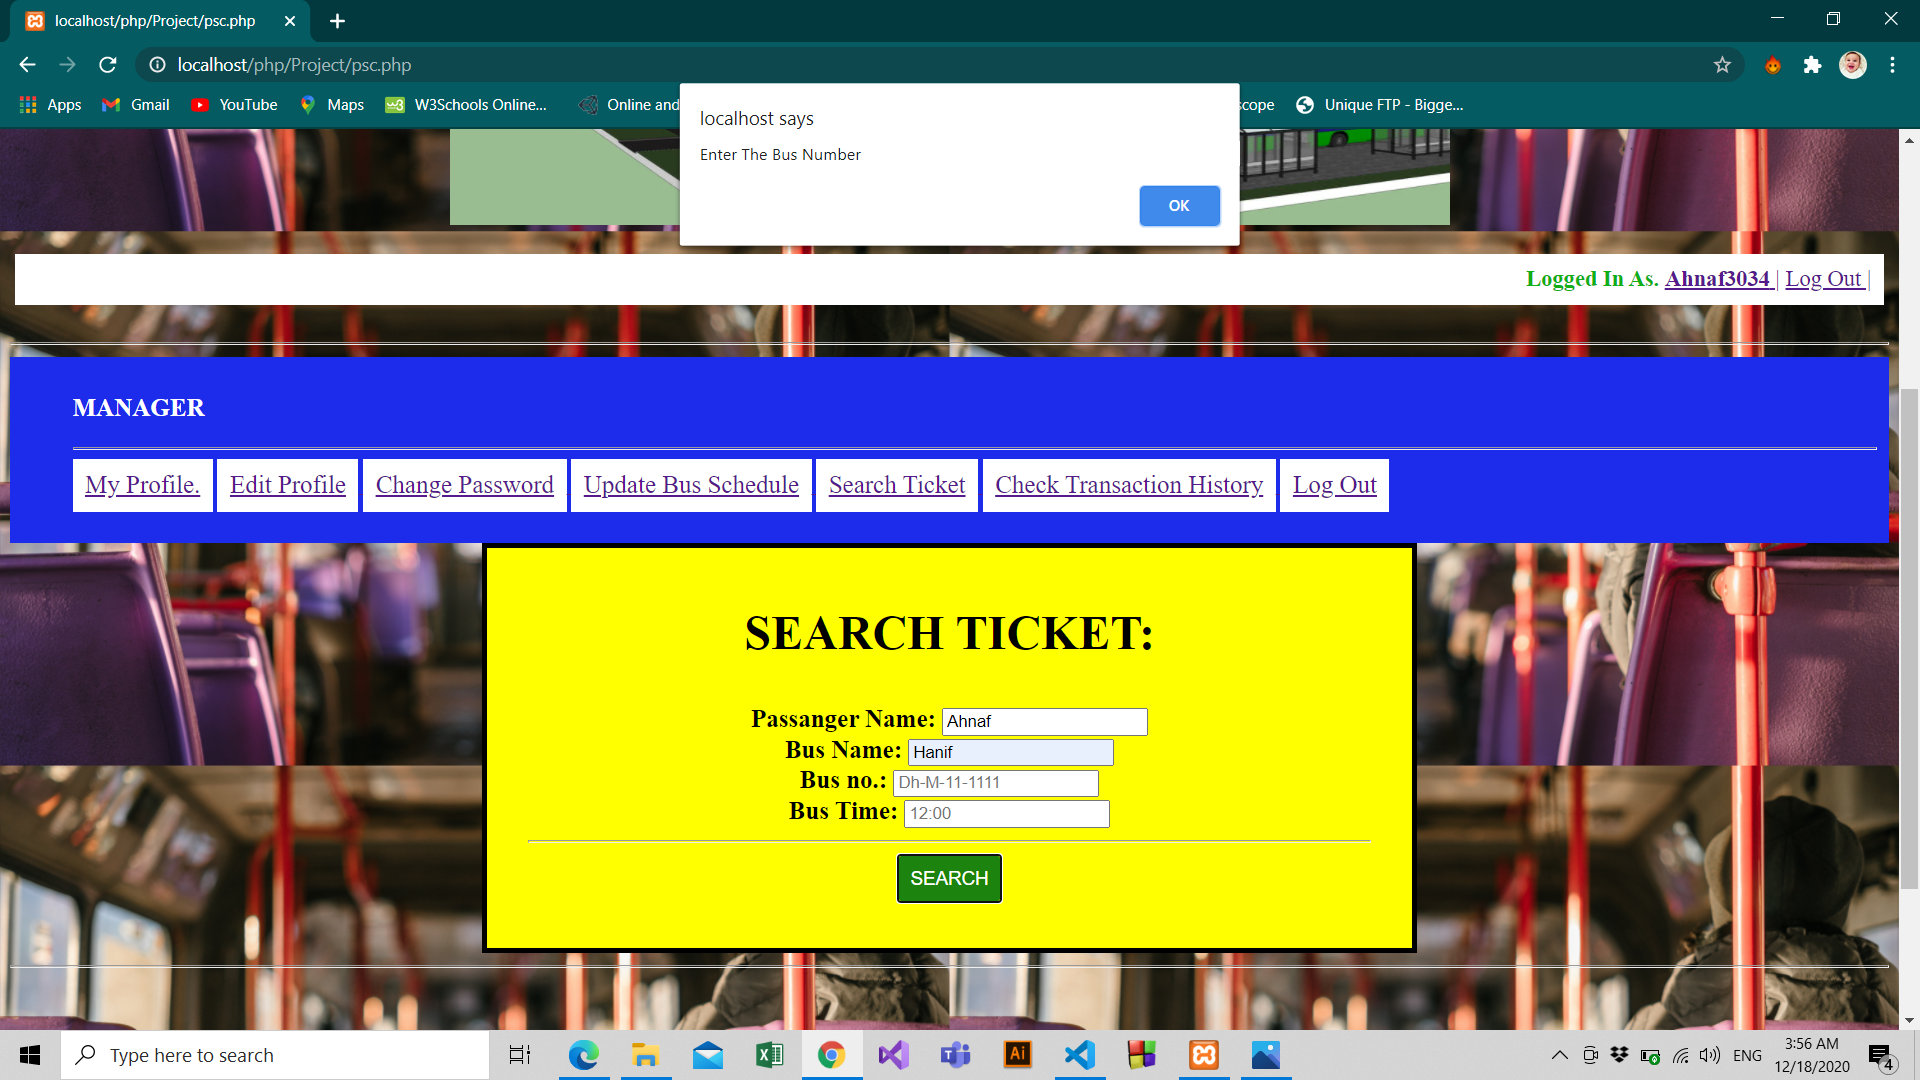 localhost/php/Project/psc.php
localhost/php/Project/psc.php
Apps
Gmail
YouTube
Maps
W3Schools Online...
Online and
scope
Unique FTP - Bigge...
localhost says
Enter The Bus Number
OK
Logged In As. Ahnaf3034 | Log Out |
MANAGER
My Profile.
Edit Profile
Change Password
Update Bus Schedule
Search Ticket
Check Transaction History
Log Out
SEARCH TICKET:
Passanger Name: Ahnaf
Bus Name: Hanif
Bus no.: Dh-M-11-1111
Bus Time: 12:00
SEARCH
Type here to search
Ai
ENG
3:56 AM
12/18/2020
4